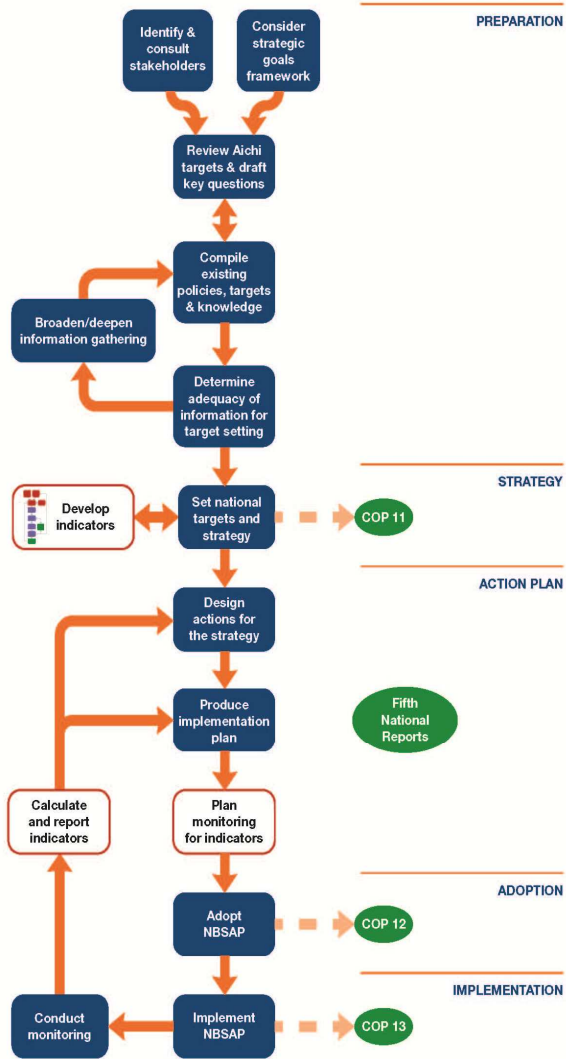 PREPARATION
Identify &
consult
stakeholders
Consider
strategic
goals
framework
Review Aichi
targets & draft
key questions
Compile
existing
policies, targets
& knowledge
Broaden/deepen
information gathering
Determine
adequacy of
information for
target setting
STRATEGY
Develop
indicators
Set national
targets and
strategy
COP 11
ACTION PLAN
Design
actions for
the strategy
Produce
implementation
plan
Fifth
National
Reports
Calculate
and report
indicators
Plan
monitoring
for indicators
ADOPTION
Adopt
NBSAP
COP 12
IMPLEMENTATION
Conduct
monitoring
Implement
NBSAP
COP 13